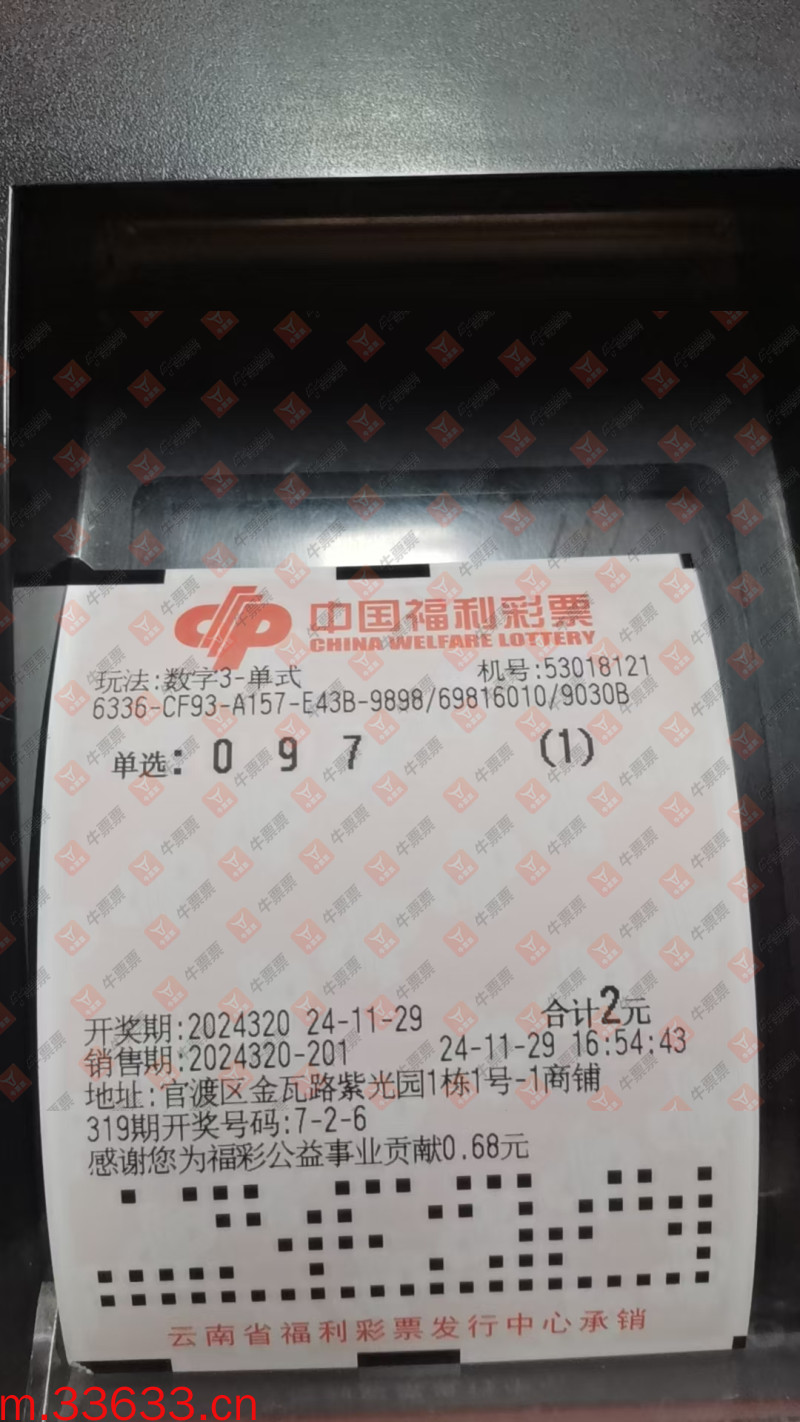 中国福利彩票
CHINA WELFARE LOTTERY
玩法:数字3-单式 机号:53018121
6336-CF93-A157-E43B-9898/69816010/9030B
单选: 0 9 7 (1)
开奖期:2024320 24-11-29 合计2元
销售期:2024320-201 24-11-29 16:54:43
地址:官渡区金瓦路紫光园1栋1号-1商铺
319期开奖号码:7-2-6
感谢您为福彩公益事业贡献0.68元
云南省福利彩票发行中心承销
m.33633.cn
牛票票